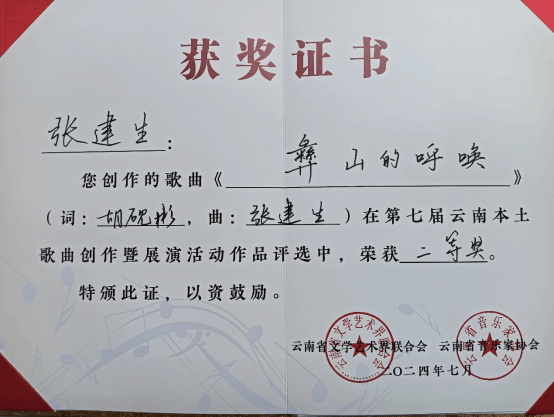 获奖证书
张建生:
您创作的歌曲《彝山的呼唤》
(词:胡砚彬,曲:张建生)在第七届云南本土
歌曲创作暨展演活动作品评选中,荣获二等奖。
特颁此证,以资鼓励。
云南省文学艺术界联合会 云南省音乐家协会
二〇二四年七月